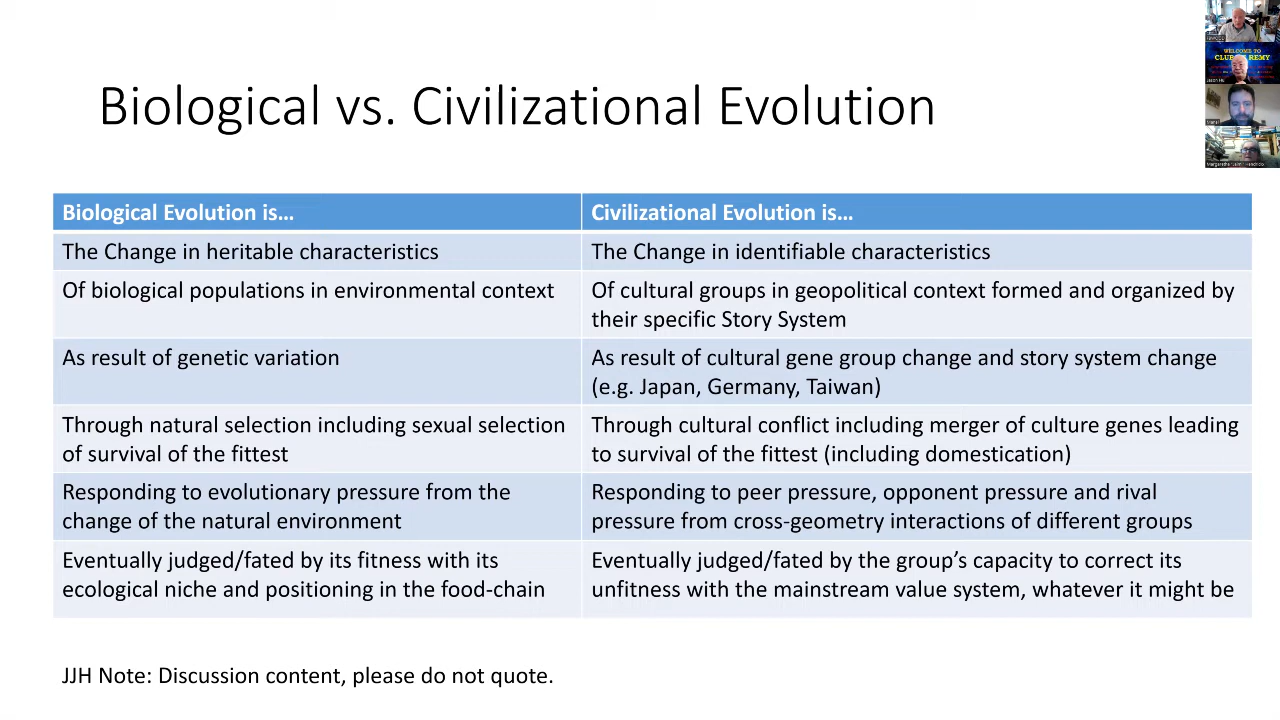 Biological vs. Civilizational Evolution
Biological Evolution is…
Civilizational Evolution is…
The Change in heritable characteristics
The Change in identifiable characteristics
Of biological populations in environmental context
Of cultural groups in geopolitical context formed and organized by
their specific Story System
As result of genetic variation
As result of cultural gene group change and story system change
(e.g. Japan, Germany, Taiwan)
Through natural selection including sexual selection
of survival of the fittest
Through cultural conflict including merger of culture genes leading
to survival of the fittest (including domestication)
Responding to evolutionary pressure from the
change of the natural environment
Responding to peer pressure, opponent pressure and rival
pressure from cross-geometry interactions of different groups
Eventually judged/fated by its fitness with its
ecological niche and positioning in the food-chain
Eventually judged/fated by the group's capacity to correct its
unfitness with the mainstream value system, whatever it might be
JJH Note: Discussion content, please do not quote.
WELCOME TO